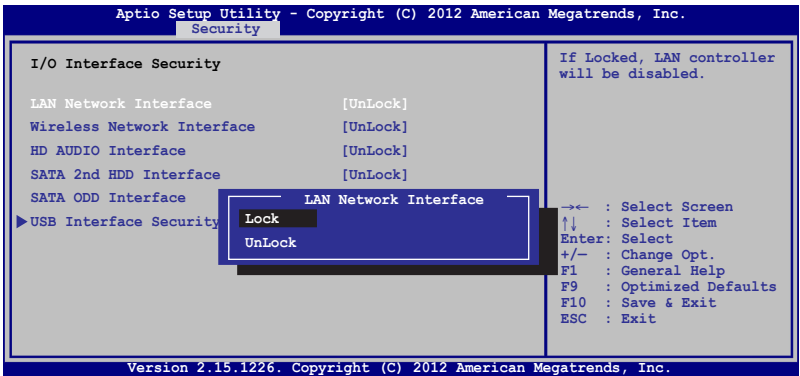 Aptio Setup Utility - Copyright (C) 2012 American Megatrends, Inc.
Security
I/O Interface Security
LAN Network Interface [UnLock]
Wireless Network Interface [UnLock]
HD AUDIO Interface [UnLock]
SATA 2nd HDD Interface [UnLock]
SATA ODD Interface
USB Interface Security
LAN Network Interface
Lock
UnLock
If Locked, LAN controller
will be disabled.
→← : Select Screen
↑↓ : Select Item
Enter: Select
+/— : Change Opt.
F1 : General Help
F9 : Optimized Defaults
F10 : Save & Exit
ESC : Exit
Version 2.15.1226. Copyright (C) 2012 American Megatrends, Inc.